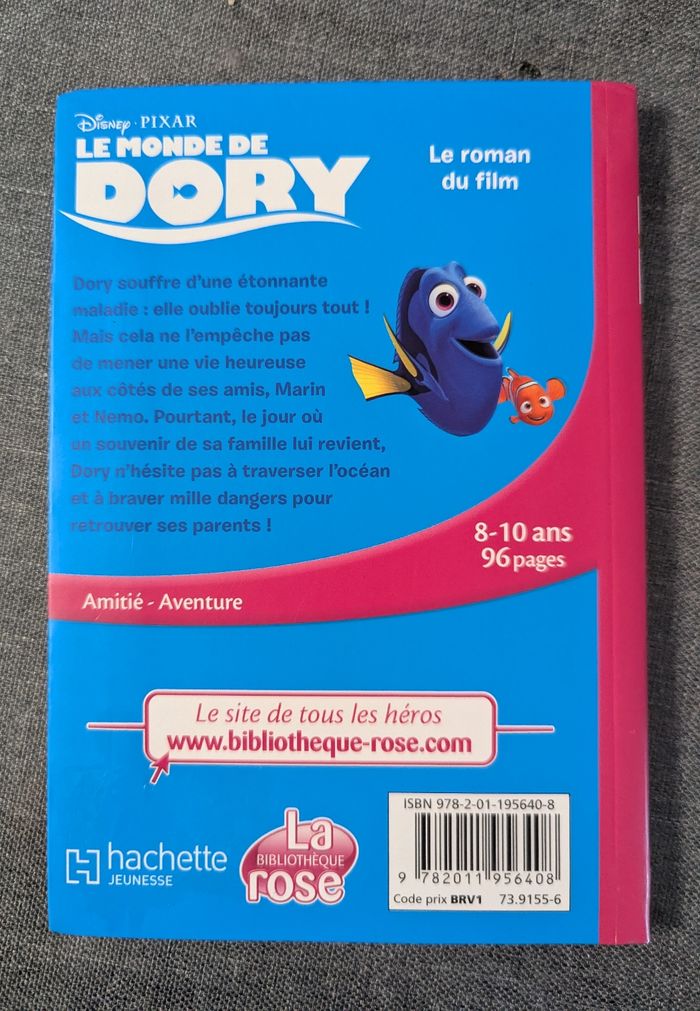 Disney · PIXAR
LE MONDE DE
DORY
Le roman
du film
Dory souffre d'une étonnante
maladie : elle oublie toujours tout !
Mais cela ne l'empêche pas
de mener une vie heureuse
aux côtés de ses amis, Marin
et Nemo. Pourtant, le jour où
un souvenir de sa famille lui revient,
Dory n'hésite pas à traverser l'océan
et à braver mille dangers pour
retrouver ses parents !
8-10 ans
96 pages
Amitié - Aventure
Le site de tous les héros
www.bibliotheque-rose.com
hachette
JEUNESSE
La
BIBLIOTHÈQUE
rose
ISBN 978-2-01-195640-8
9 782011 956408
Code prix BRV1 73.9155-6